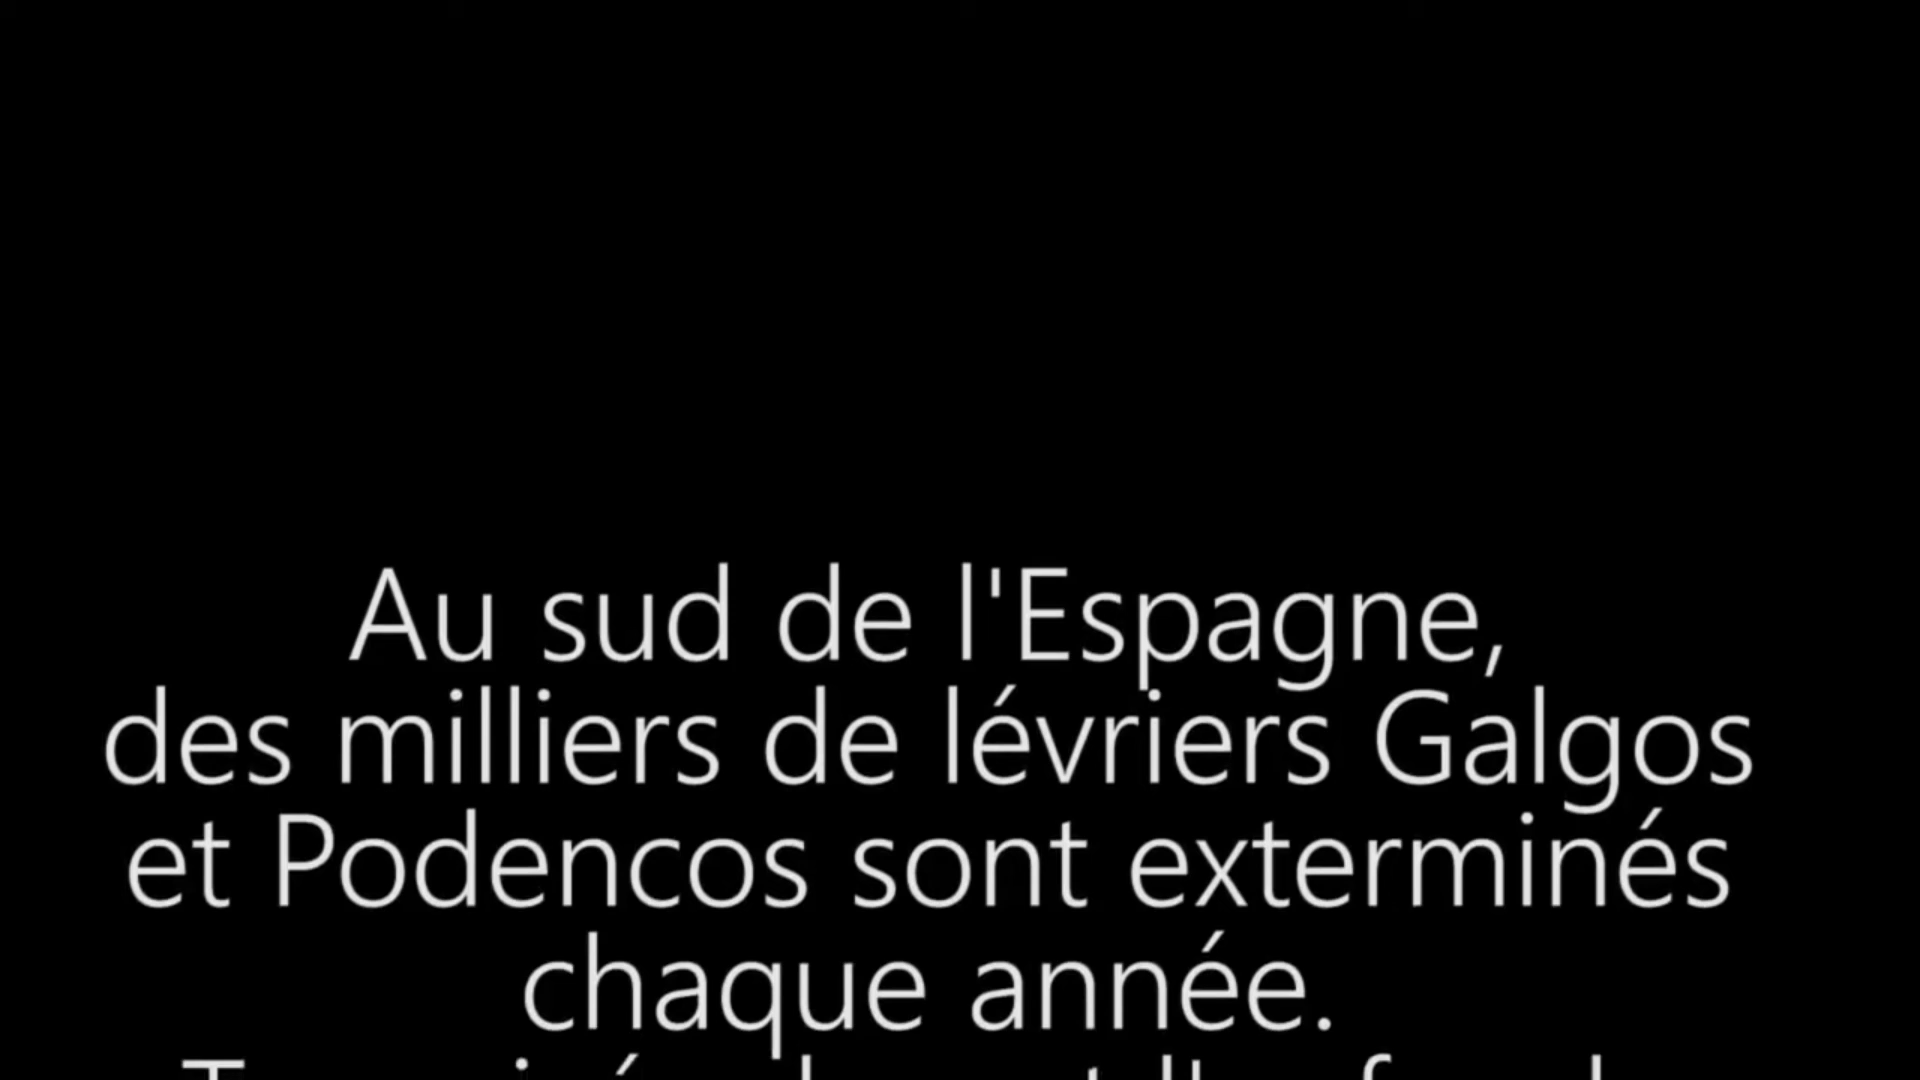 Au sud de l'Espagne,
des milliers de lévriers Galgos
et Podencos sont exterminés
chaque année.